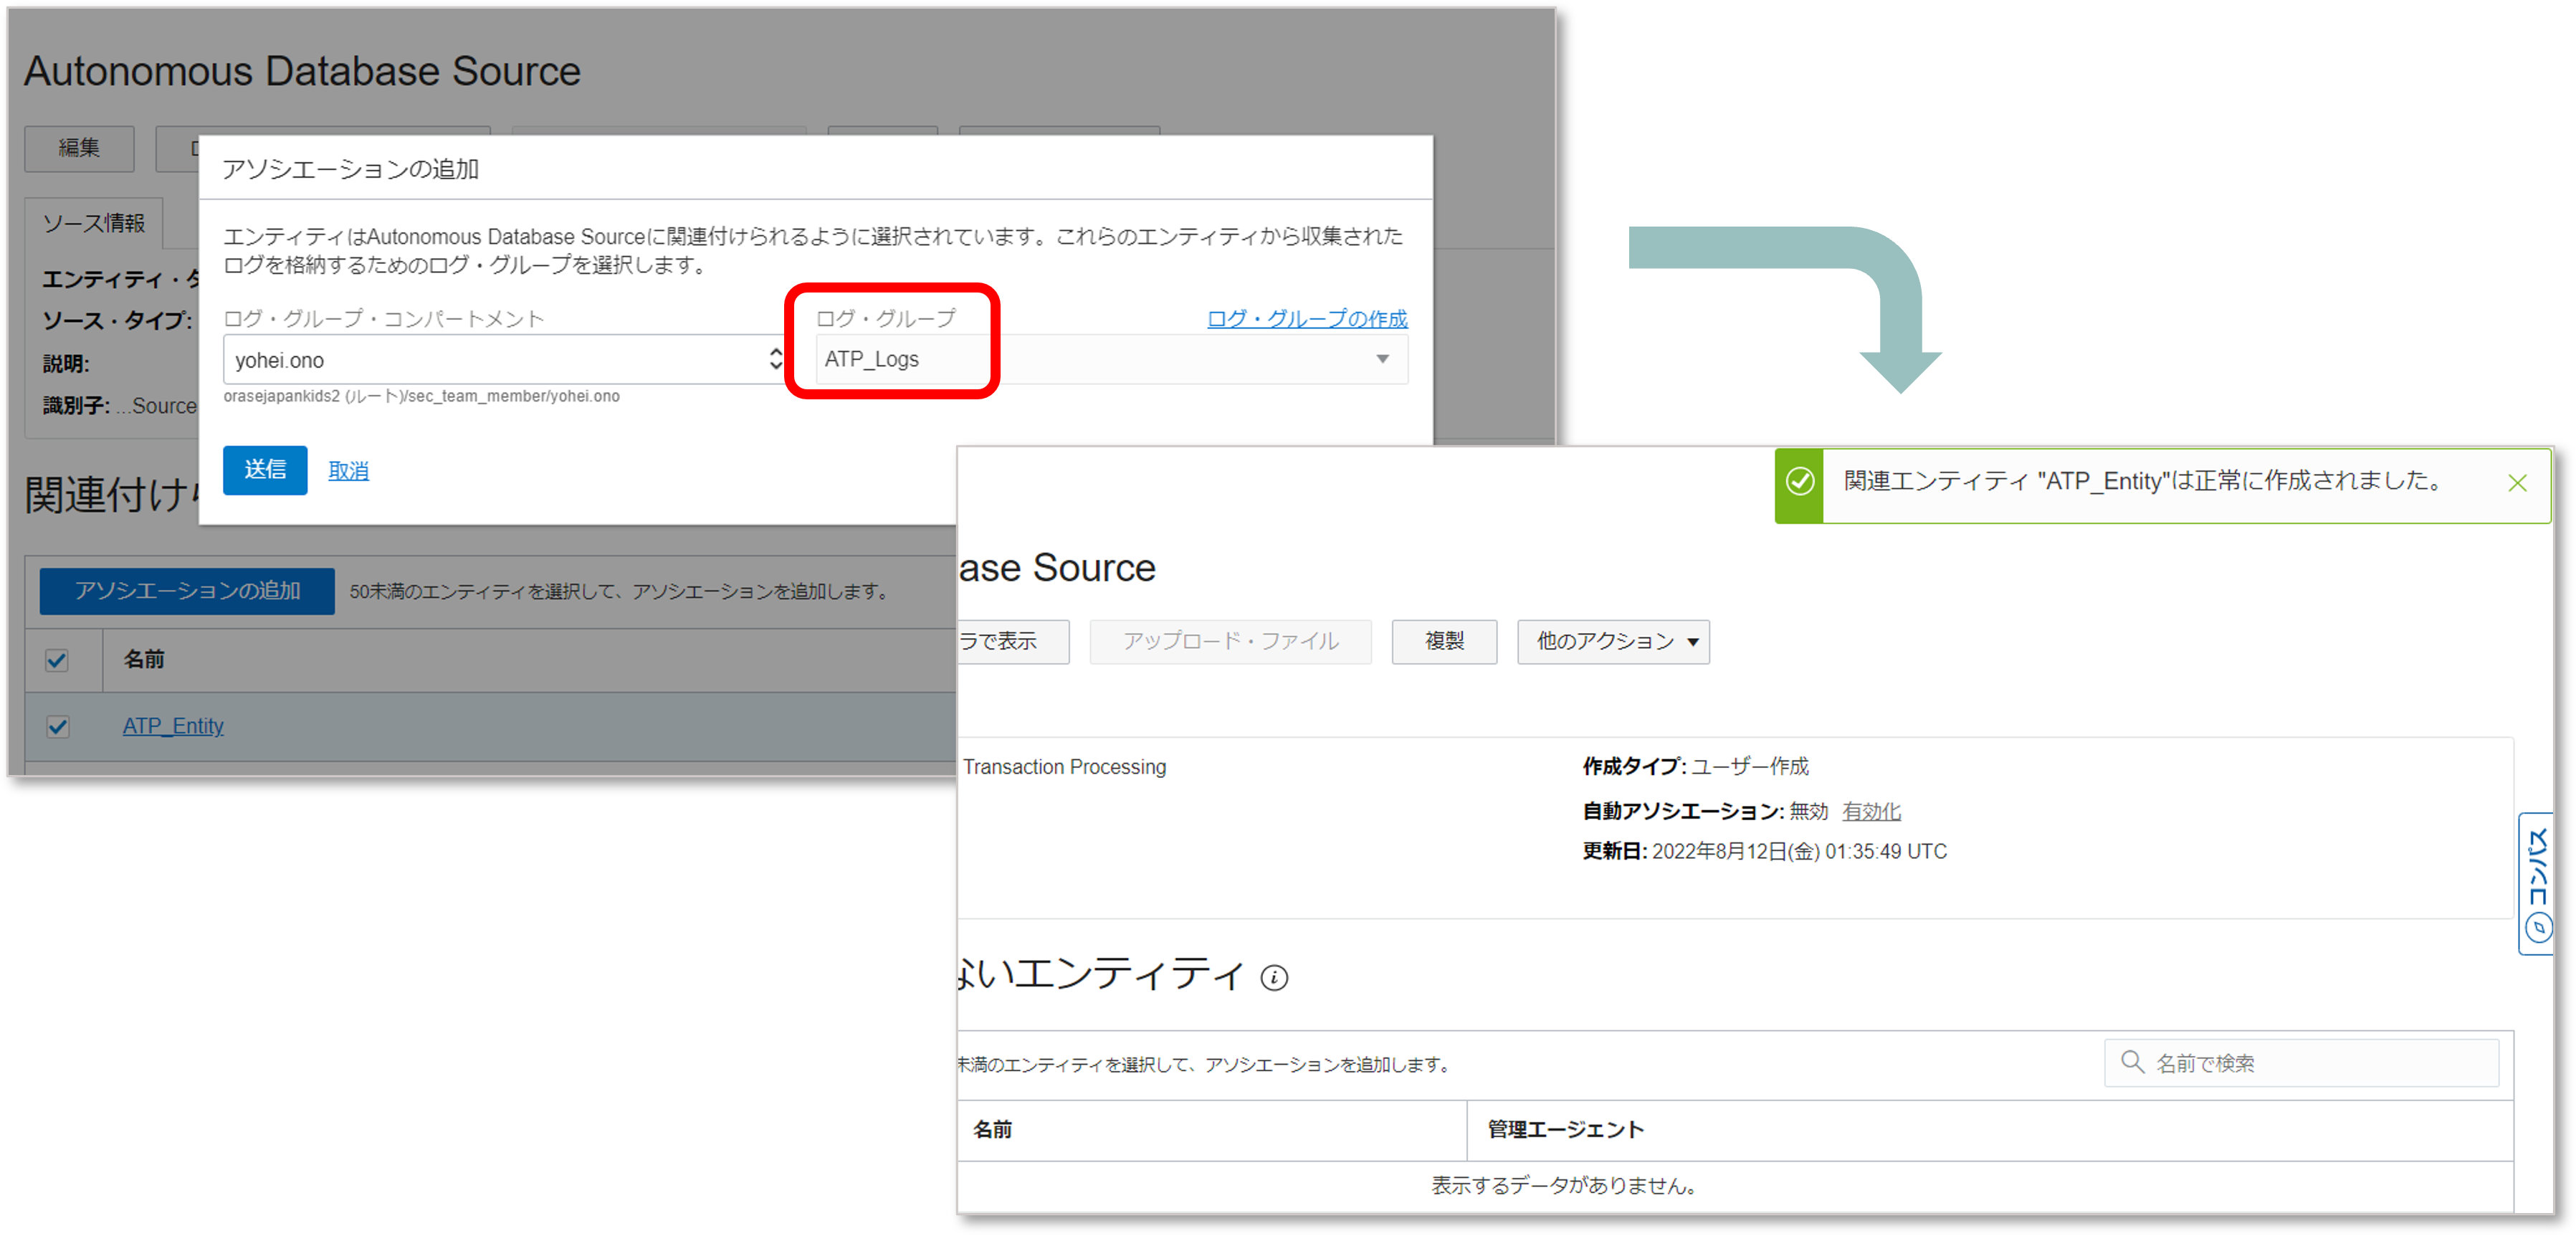 Autonomous Database Source
編集
アソシエーションの追加
ソース情報
エンティティはAutonomous Database Sourceに関連付けられるように選択されています。これらのエンティティから収集された
ログを格納するためのログ・グループを選択します。
エンティティ・タ
ソース・タイプ:
説明:
識別子: ...Source
ログ・グループ・コンパートメント
ログ・グループ
ログ・グループの作成
yohei.ono
ATP_Logs
orasejapankids2 (ルート)/sec_team_member/yohei.ono
送信
取消
関連付け
アソシエーションの追加
50未満のエンティティを選択して、アソシエーションを追加します。
名前
ATP_Entity
関連エンティティ "ATP_Entity"は正常に作成されました。
ase Source
ラで表示
アップロード・ファイル
複製
他のアクション
Transaction Processing
作成タイプ: ユーザー作成
自動アソシエーション: 無効 有効化
更新日: 2022年8月12日(金) 01:35:49 UTC
コンパス
ないエンティティ
未満のエンティティを選択して、アソシエーションを追加します。
名前で検索
名前
管理エージェント
表示するデータがありません。